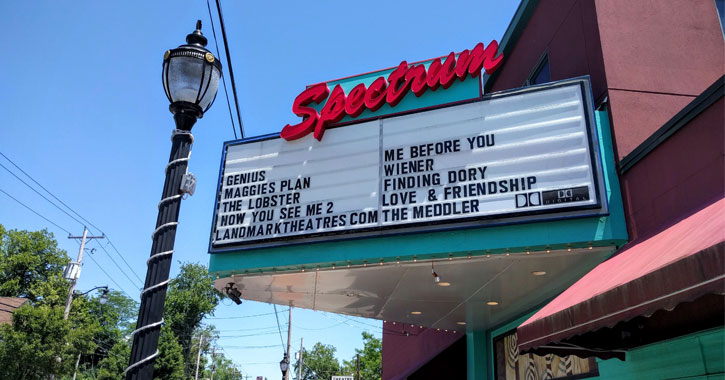 Spectrum
GENIUS
MAGGIES PLAN
THE LOBSTER
NOW YOU SEE ME 2
LANDMARKTHEATRES COM
ME BEFORE YOU
WIENER
FINDING DORY
LOVE & FRIENDSHIP
THE MEDDLER
DOLBY
DIGITAL